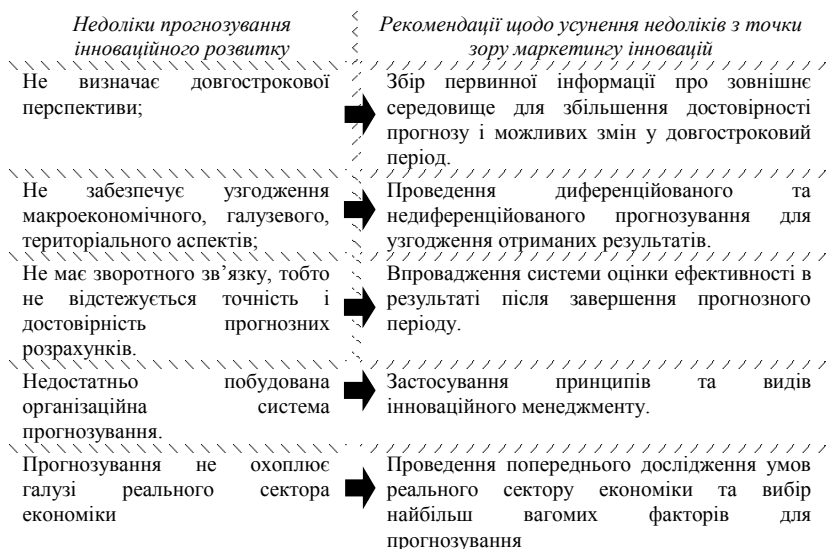 Недоліки прогнозування
інноваційного розвитку
Рекомендації щодо усунення недоліків з точки
зору маркетингу інновацій
Не визначає довгострокової
перспективи;
Збір первинної інформації про зовнішнє
середовище для збільшення достовірності
прогнозу і можливих змін у довгостроковий
період.
Не забезпечує узгодження
макроекономічного, галузевого,
територіального аспектів;
Проведення диференційованого та
недиференційованого прогнозування для
узгодження отриманих результатів.
Не має зворотного зв’язку, тобто
не відстежується точність і
достовірність прогнозних
розрахунків.
Впровадження системи оцінки ефективності в
результаті після завершення прогнозного
періоду.
Недостатньо побудована
організаційна система
прогнозування.
Застосування принципів та видів
інноваційного менеджменту.
Прогнозування не охоплює
галузі реального сектора
економіки
Проведення попереднього дослідження умов
реального сектору економіки та вибір
найбільш вагомих факторів для
прогнозування